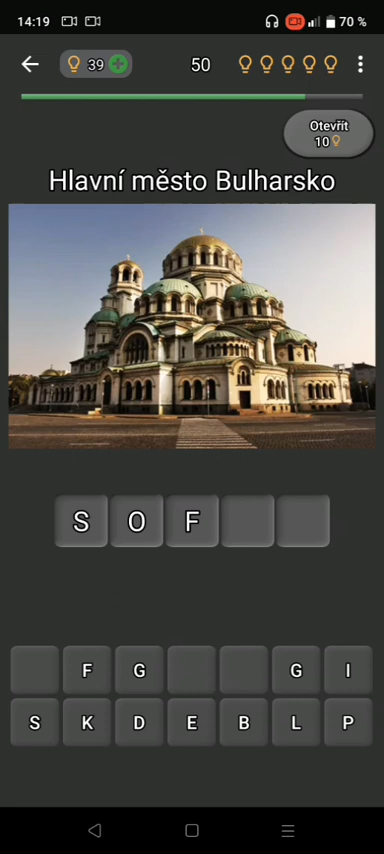 14:19 70 %
39 50
Otevřít
10
Hlavní město Bulharsko
S O F
F G G I
S K D E B L P